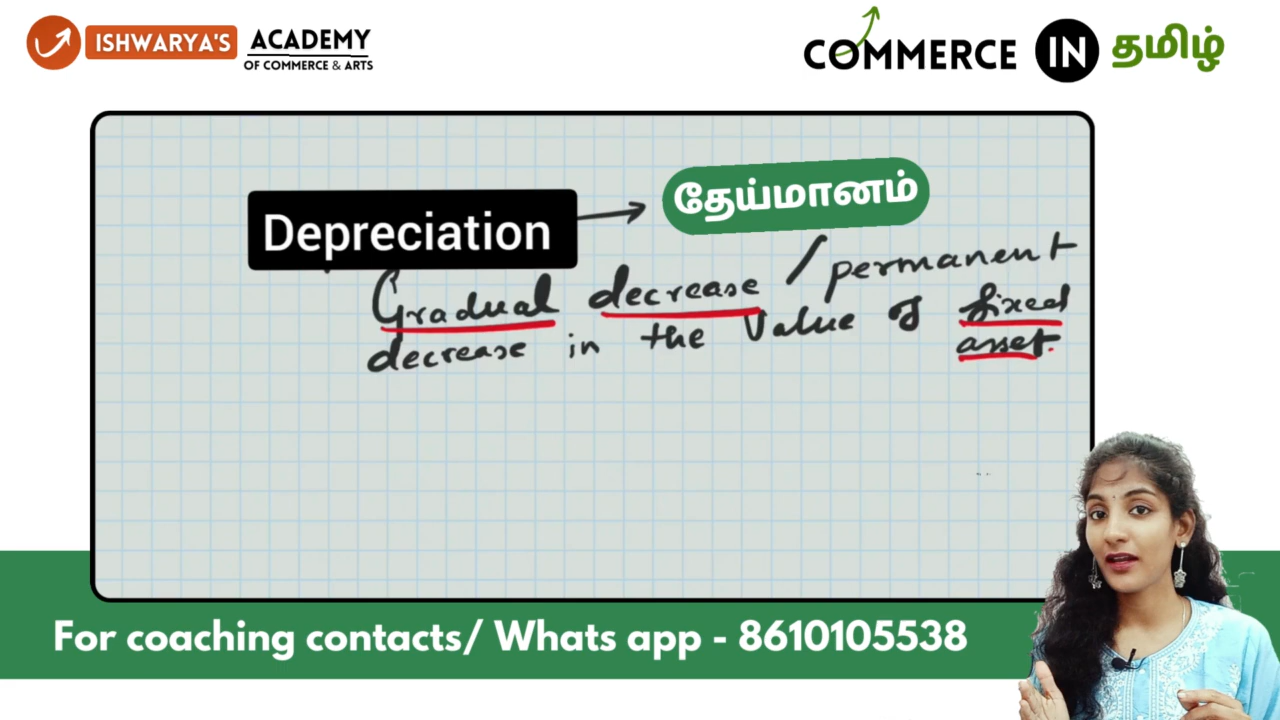 ISHWARYA'S ACADEMY
OF COMMERCE & ARTS
COMMERCE IN தமிழ்
Depreciation → தேய்மானம்
Gradual decrease / permanent
decrease in the Value of fixed
asset.
For coaching contacts/ Whats app - 8610105538